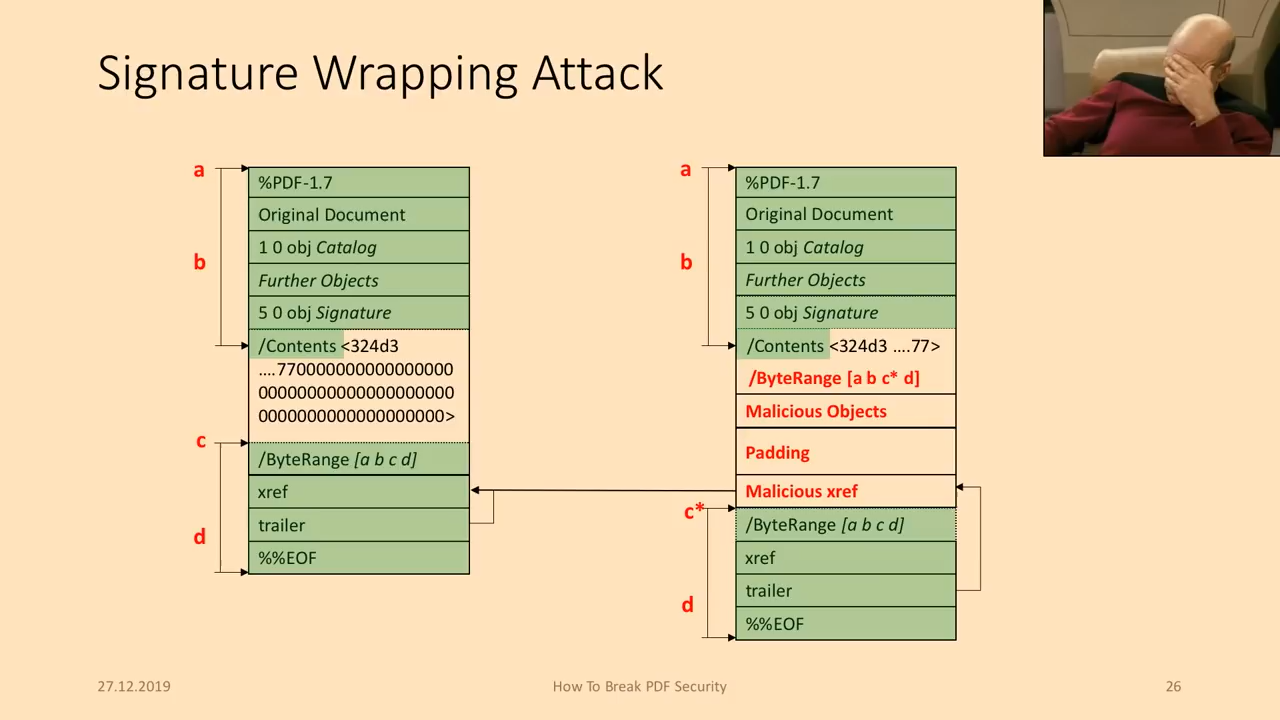 Signature Wrapping Attack
a
%PDF-1.7
Original Document
b
1 0 obj Catalog
Further Objects
5 0 obj Signature
/Contents <324d3
....770000000000000000
00000000000000000000
0000000000000000000>
c
/ByteRange [a b c d]
xref
d
trailer
%%EOF
a
%PDF-1.7
Original Document
b
1 0 obj Catalog
Further Objects
5 0 obj Signature
/Contents <324d3 ....77>
/ByteRange [a b c* d]
Malicious Objects
Padding
Malicious xref
c*
/ByteRange [a b c d]
xref
d
trailer
%%EOF
27.12.2019
How To Break PDF Security
26